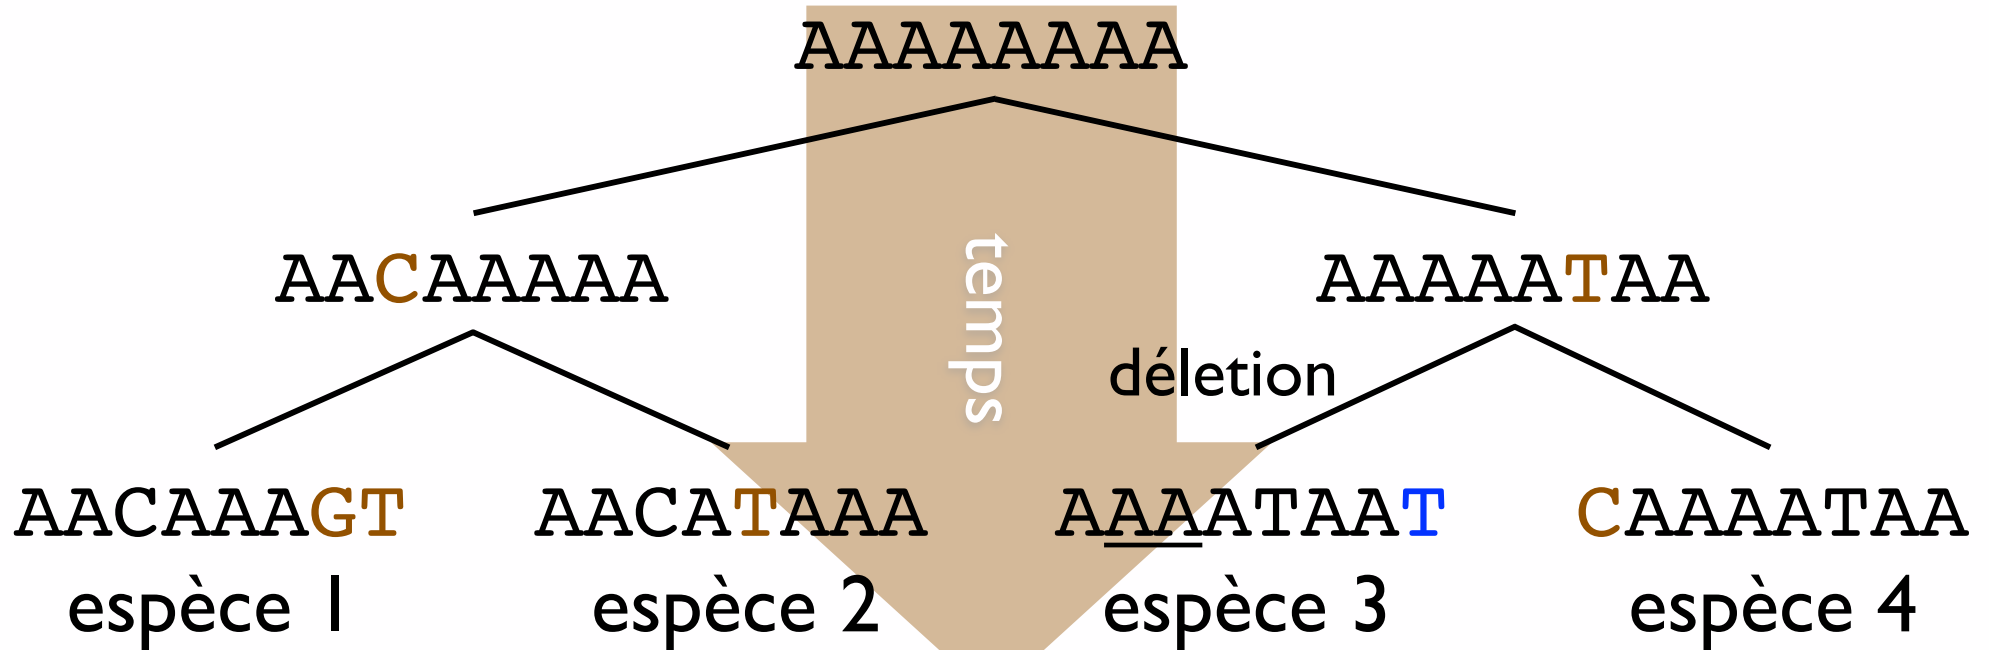 AAAAAAAA
temps
AACAAAAA
AAAAATAA
déletion
AACAAAGT
AACATAAA
AAAATAAT
CAAAATAA
espèce 1
espèce 2
espèce 3
espèce 4